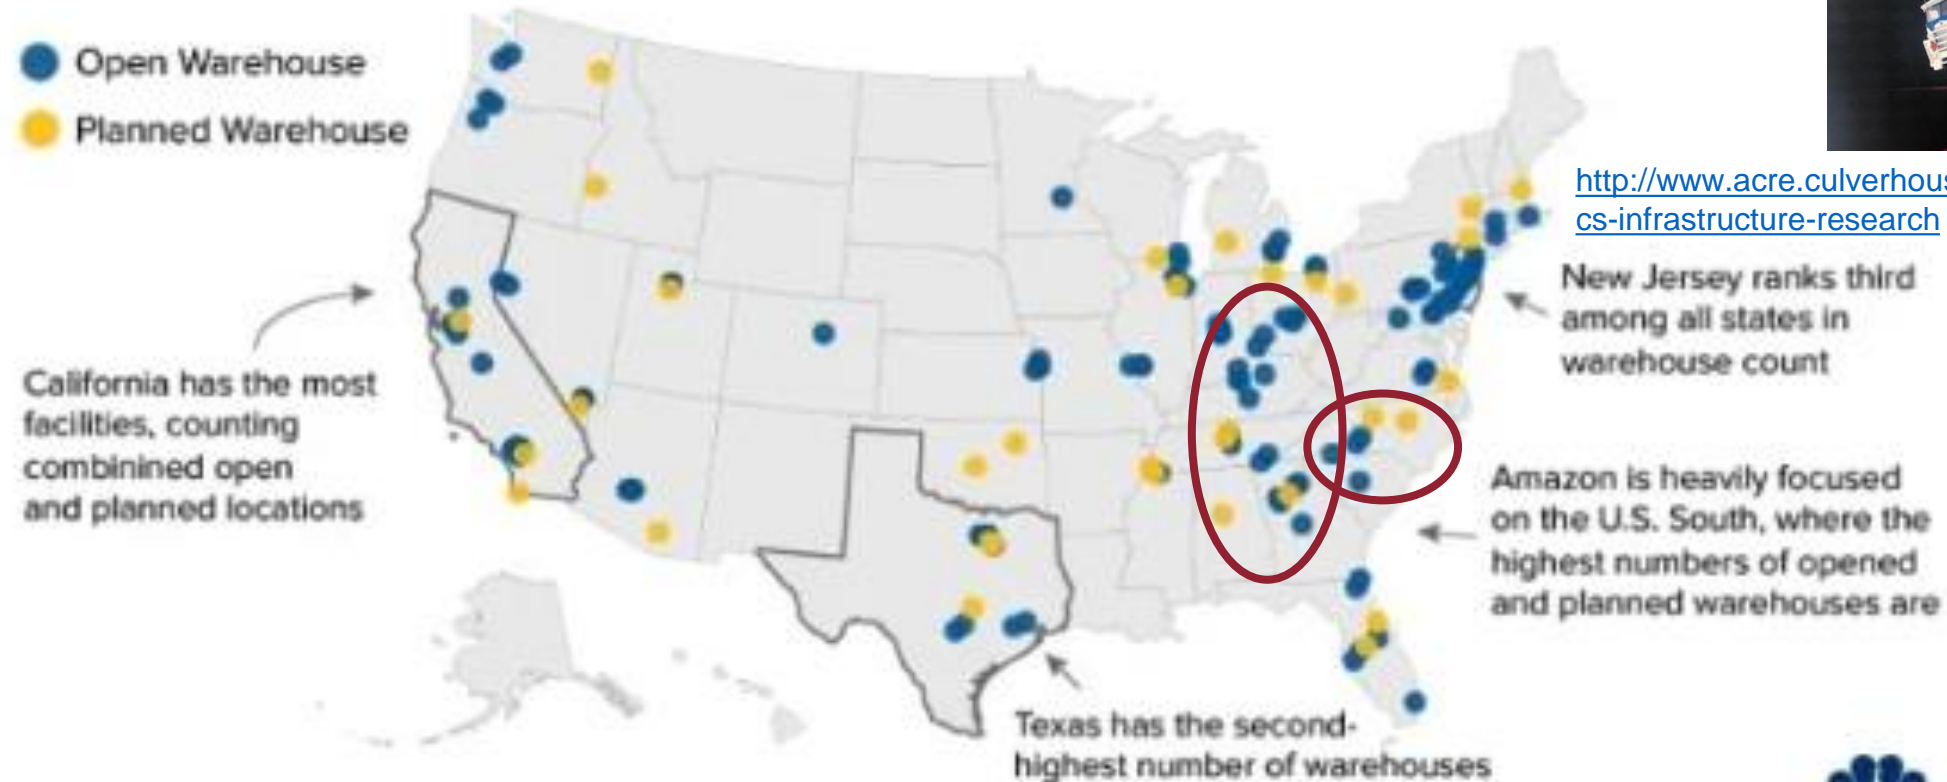 Open Warehouse
Planned Warehouse
http://www.acre.culverhous
cs-infrastructure-research
New Jersey ranks third
among all states in
warehouse count
California has the most
facilities, counting
combinined open
and planned locations
Amazon is heavily focused
on the U.S. South, where the
highest numbers of opened
and planned warehouses are
Texas has the second-
highest number of warehouses